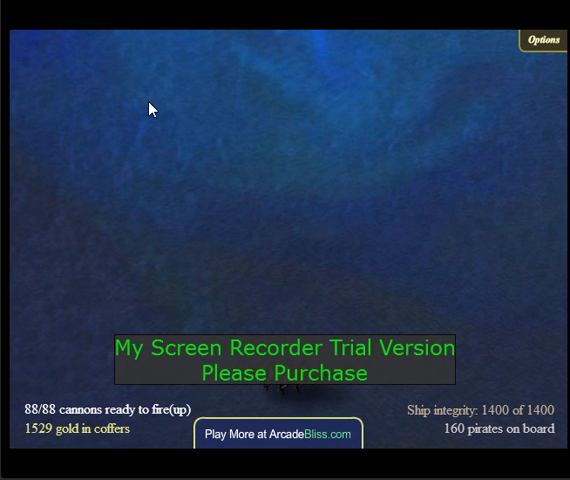 Options
My Screen Recorder Trial Version
Please Purchase
88/88 cannons ready to fire(up)
Ship integrity: 1400 of 1400
1529 gold in coffers
160 pirates on board
Play More at ArcadeBliss.com